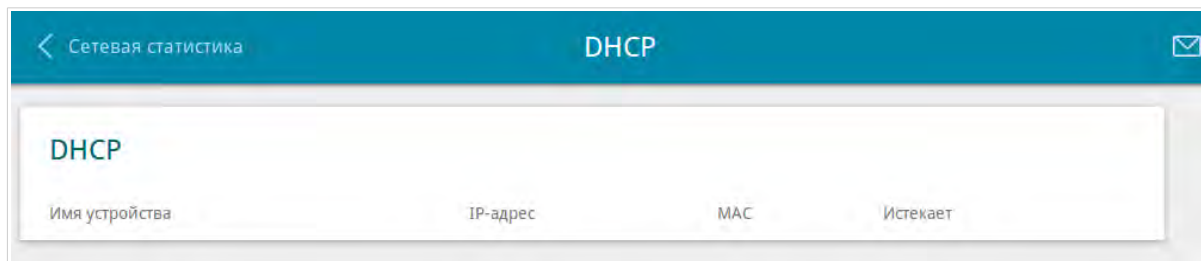 Сетевая статистика DHCP
DHCP
Имя устройства IP-адрес MAC Истекает